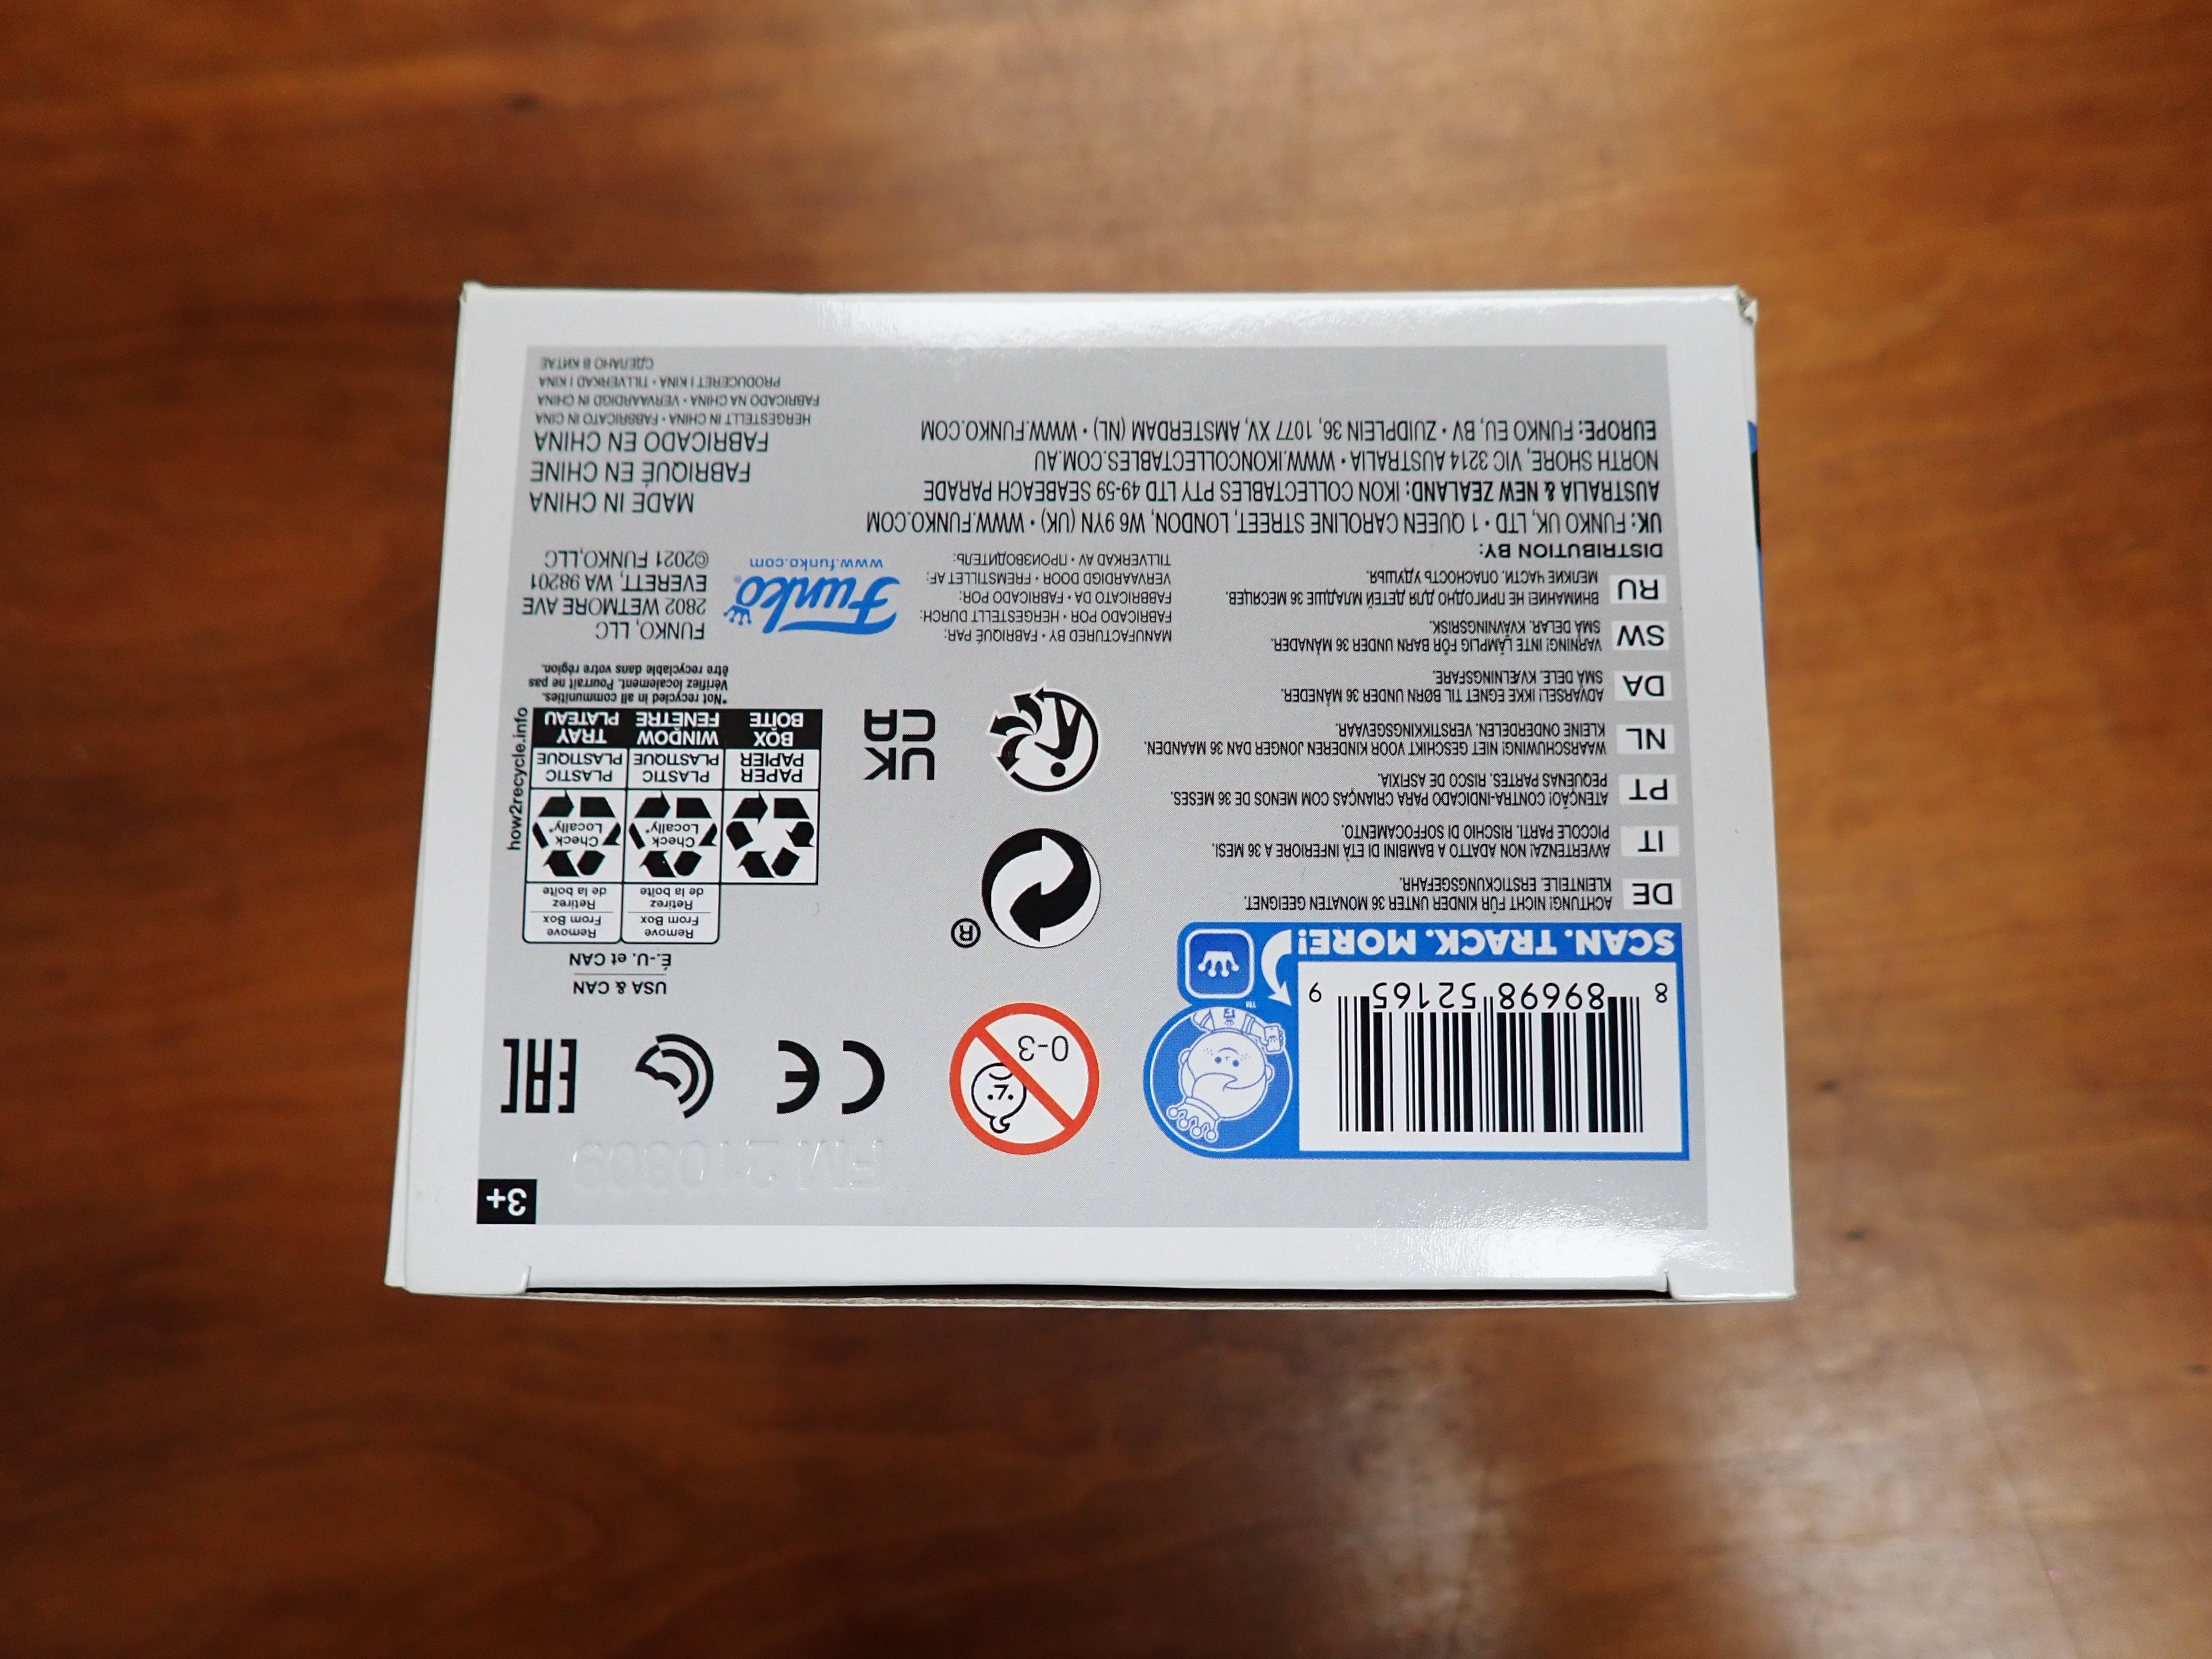 3+
8 89698 52165 9
SCAN. TRACK. MORE!
TM
0-3
CE
EAC
DE
ACHTUNG! NICHT FÜR KINDER UNTER 36 MONATEN GEEIGNET.
KLEINTEILE. ERSTICKUNGSGEFAHR.
IT
AVVERTENZA! NON ADATTO A BAMBINI DI ETÀ INFERIORE A 36 MESI.
PICCOLE PARTI. RISCHIO DI SOFFOCAMENTO.
PT
ATENÇÃO! CONTRA-INDICADO PARA CRIANÇAS COM MENOS DE 36 MESES.
PEQUENAS PARTES. RISCO DE ASFIXIA.
NL
WAARSCHUWING! NIET GESCHIKT VOOR KINDEREN JONGER DAN 36 MAANDEN.
KLEINE ONDERDELEN. VERSTIKKINGSGEVAAR.
DA
ADVARSEL! IKKE EGNET TIL BØRN UNDER 36 MÅNEDER.
SMÅ DELE. KVÆLNINGSFARE.
SW
VARNING! INTE LÄMPLIG FÖR BARN UNDER 36 MÅNADER.
SMÅ DELAR. KVÄVNINGSRISK.
RU
ВНИМАНИЕ! НЕ ПРИГОДНО ДЛЯ ДЕТЕЙ МЛАДШЕ 36 МЕСЯЦЕВ.
МЕЛКИЕ ЧАСТИ. ОПАСНОСТЬ УДУШЬЯ.
®
UK
CA
USA & CAN
É.-U. et CAN
Remove
From Box
Retirez
de la boîte
Remove
From Box
Retirez
de la boîte
Check
Locally*
Check
Locally*
PAPER
PAPIER
PLASTIC
PLASTIQUE
PLASTIC
PLASTIQUE
BOX
BOÎTE
WINDOW
FENÊTRE
TRAY
PLATEAU
how2recycle.info
*Not recycled in all communities.
Vérifiez localement. Pourrait ne pas
être recyclable dans votre région.
MANUFACTURED BY • FABRIQUÉ PAR:
FABRICADO POR • HERGESTELLT DURCH:
FABBRICATO DA • FABRICADO POR:
VERVAARDIGD DOOR • FREMSTILLET AF:
TILLVERKAD AV • ПРОИЗВОДИТЕЛЬ:
Funko®
www.funko.com
FUNKO, LLC
2802 WETMORE AVE
EVERETT, WA 98201
©2021 FUNKO,LLC
DISTRIBUTION BY:
UK: FUNKO UK, LTD • 1 QUEEN CAROLINE STREET, LONDON, W6 9YN (UK) • WWW.FUNKO.COM
AUSTRALIA & NEW ZEALAND: IKON COLLECTABLES PTY LTD 49-59 SEABEACH PARADE
NORTH SHORE, VIC 3214 AUSTRALIA • WWW.IKONCOLLECTABLES.COM.AU
EUROPE: FUNKO EU, BV • ZUIDPLEIN 36, 1077 XV, AMSTERDAM (NL) • WWW.FUNKO.COM
MADE IN CHINA
FABRIQUÉ EN CHINE
FABRICADO EN CHINA
HERGESTELLT IN CHINA • FABBRICATO IN CINA
FABRICADO NA CHINA • VERVAARDIGD IN CHINA
PRODUCERET I KINA • TILLVERKAD I KINA
СДЕЛАНО В КИТАЕ